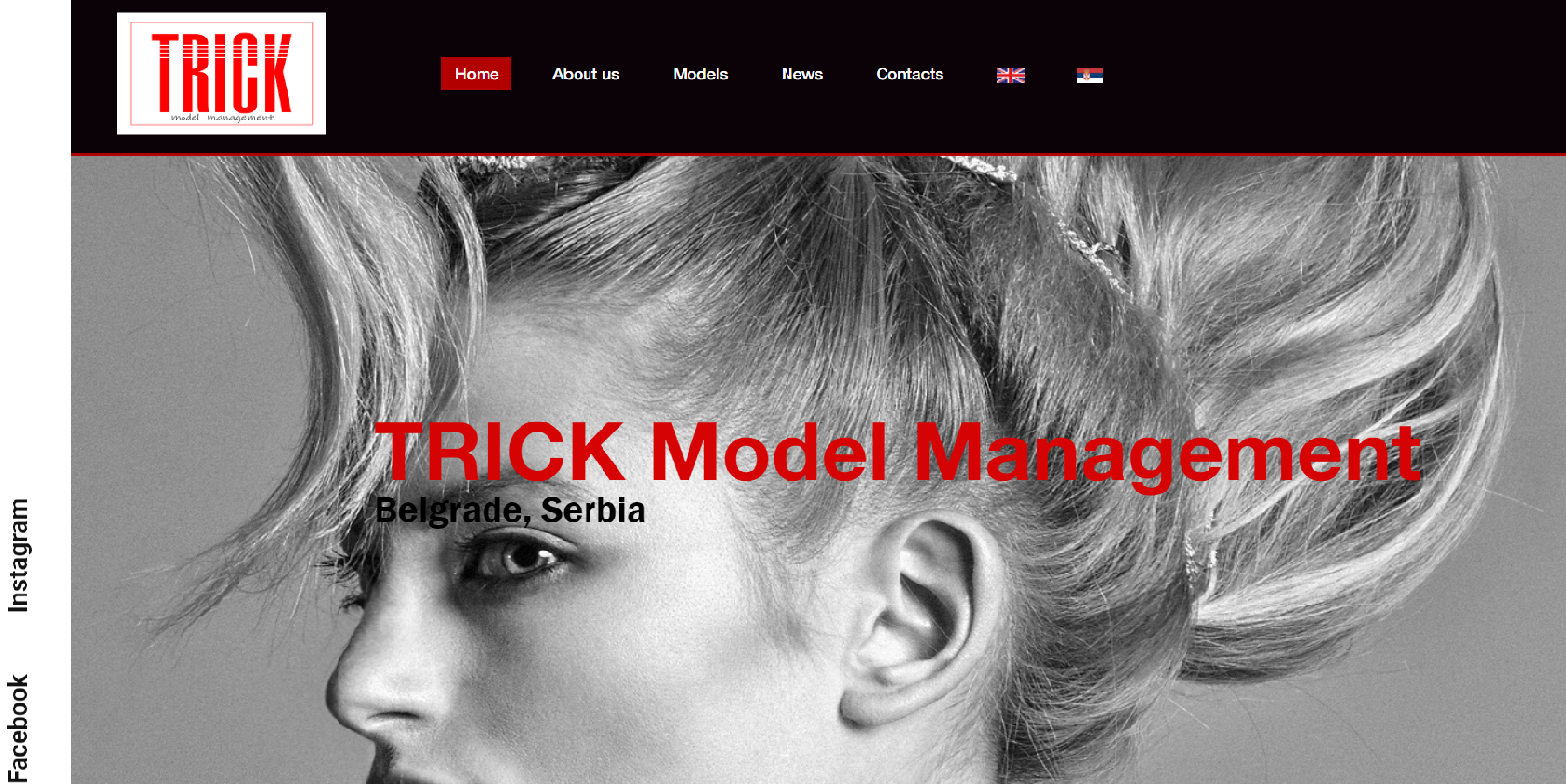 TRICK
model management
Home
About us
Models
News
Contacts
TRICK Model Management
Belgrade, Serbia
Instagram
Facebook